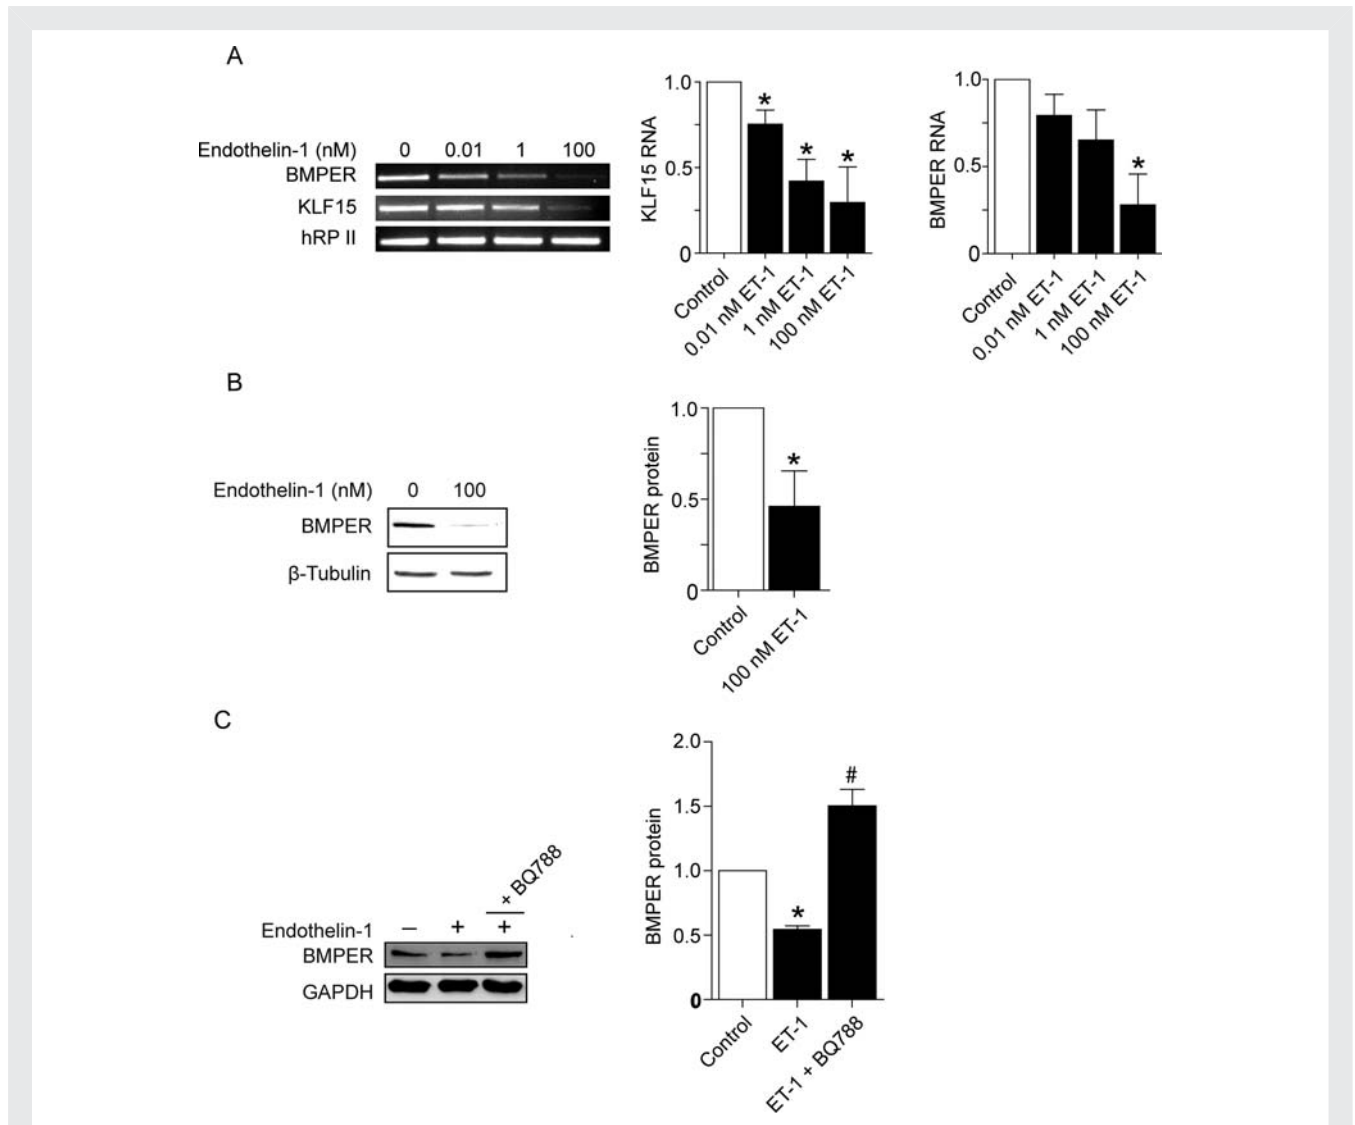 A
Endothelin-1 (nM) 0 0.01 1 100
BMPER
KLF15
hRP II
KLF15 RNA
1.0
0.5
0
*
*
*
Control
0.01 nM ET-1
1 nM ET-1
100 nM ET-1
BMPER RNA
1.0
0.5
0
*
Control
0.01 nM ET-1
1 nM ET-1
100 nM ET-1
B
Endothelin-1 (nM) 0 100
BMPER
β-Tubulin
BMPER protein
1.0
0.5
0
*
Control
100 nM ET-1
C
+ BQ788
Endothelin-1 – + +
BMPER
GAPDH
BMPER protein
2.0
1.5
1.0
0.5
0
*
#
Control
ET-1
ET-1 + BQ788